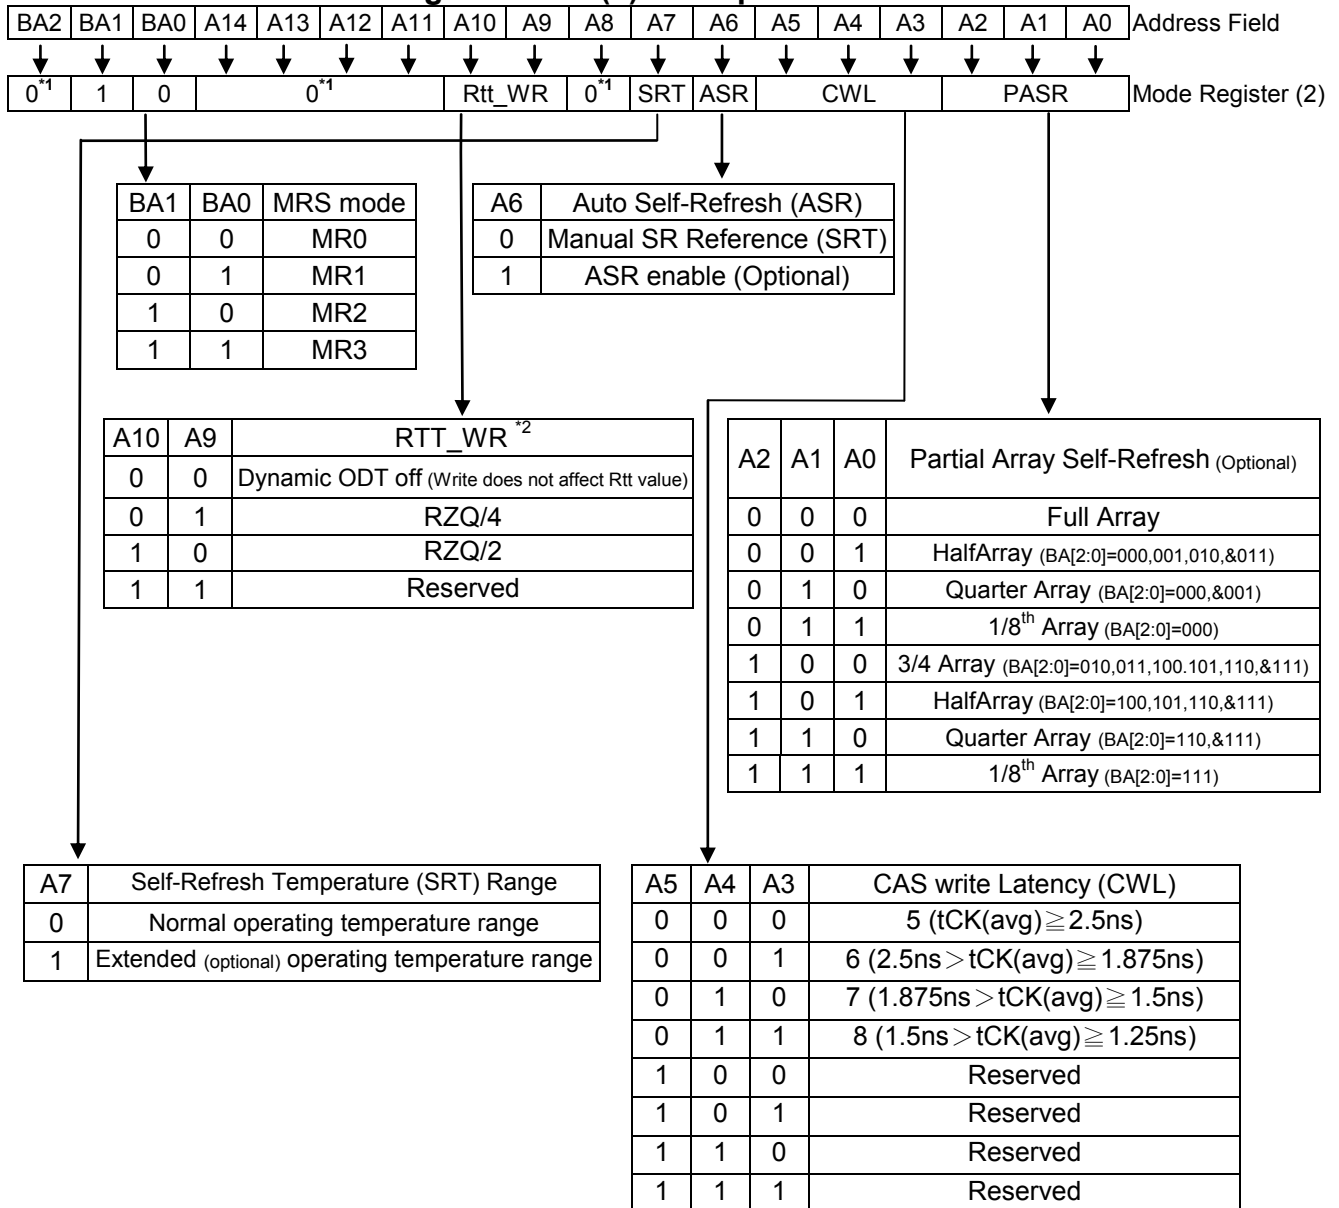 BA2 BA1 BA0 A14 A13 A12 A11 A10 A9 A8 A7 A6 A5 A4 A3 A2 A1 A0 Address Field
0*1 1 0 0*1 Rtt_WR 0*1 SRT ASR CWL PASR Mode Register (2)
BA1 BA0 MRS mode
0 0 MR0
0 1 MR1
1 0 MR2
1 1 MR3
A6 Auto Self-Refresh (ASR)
0 Manual SR Reference (SRT)
1 ASR enable (Optional)
A10 A9 RTT_WR *2
0 0 Dynamic ODT off (Write does not affect Rtt value)
0 1 RZQ/4
1 0 RZQ/2
1 1 Reserved
A2 A1 A0 Partial Array Self-Refresh (Optional)
0 0 0 Full Array
0 0 1 HalfArray (BA[2:0]=000,001,010,&011)
0 1 0 Quarter Array (BA[2:0]=000,&001)
0 1 1 1/8th Array (BA[2:0]=000)
1 0 0 3/4 Array (BA[2:0]=010,011,100.101,110,&111)
1 0 1 HalfArray (BA[2:0]=100,101,110,&111)
1 1 0 Quarter Array (BA[2:0]=110,&111)
1 1 1 1/8th Array (BA[2:0]=111)
A7 Self-Refresh Temperature (SRT) Range
0 Normal operating temperature range
1 Extended (optional) operating temperature range
A5 A4 A3 CAS write Latency (CWL)
0 0 0 5 (tCK(avg)≧2.5ns)
0 0 1 6 (2.5ns>tCK(avg)≧1.875ns)
0 1 0 7 (1.875ns>tCK(avg)≧1.5ns)
0 1 1 8 (1.5ns>tCK(avg)≧1.25ns)
1 0 0 Reserved
1 0 1 Reserved
1 1 0 Reserved
1 1 1 Reserved